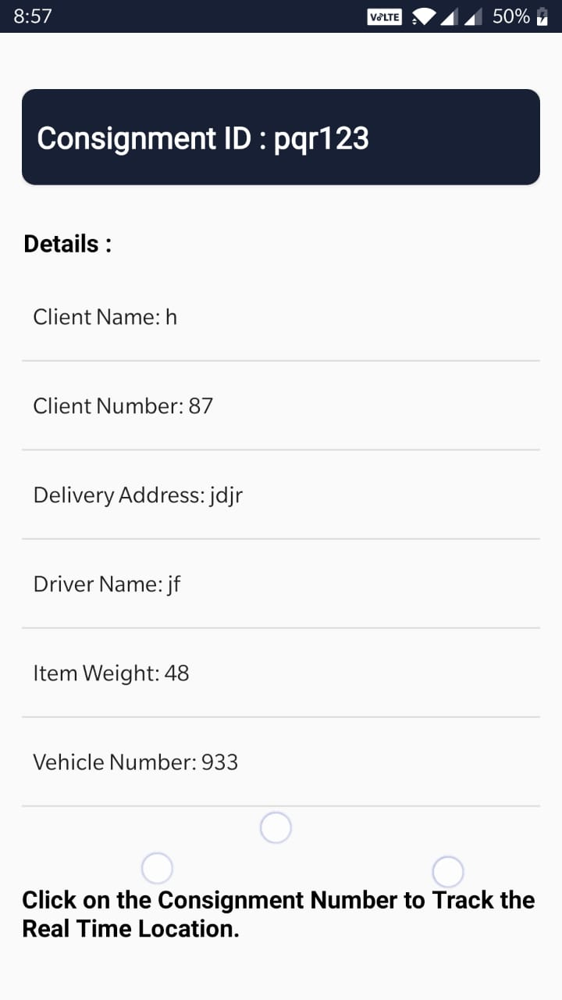 8:57 VoLTE 50%
Consignment ID : pqr123
Details :
Client Name: h
Client Number: 87
Delivery Address: jdjr
Driver Name: jf
Item Weight: 48
Vehicle Number: 933
Click on the Consignment Number to Track the
Real Time Location.